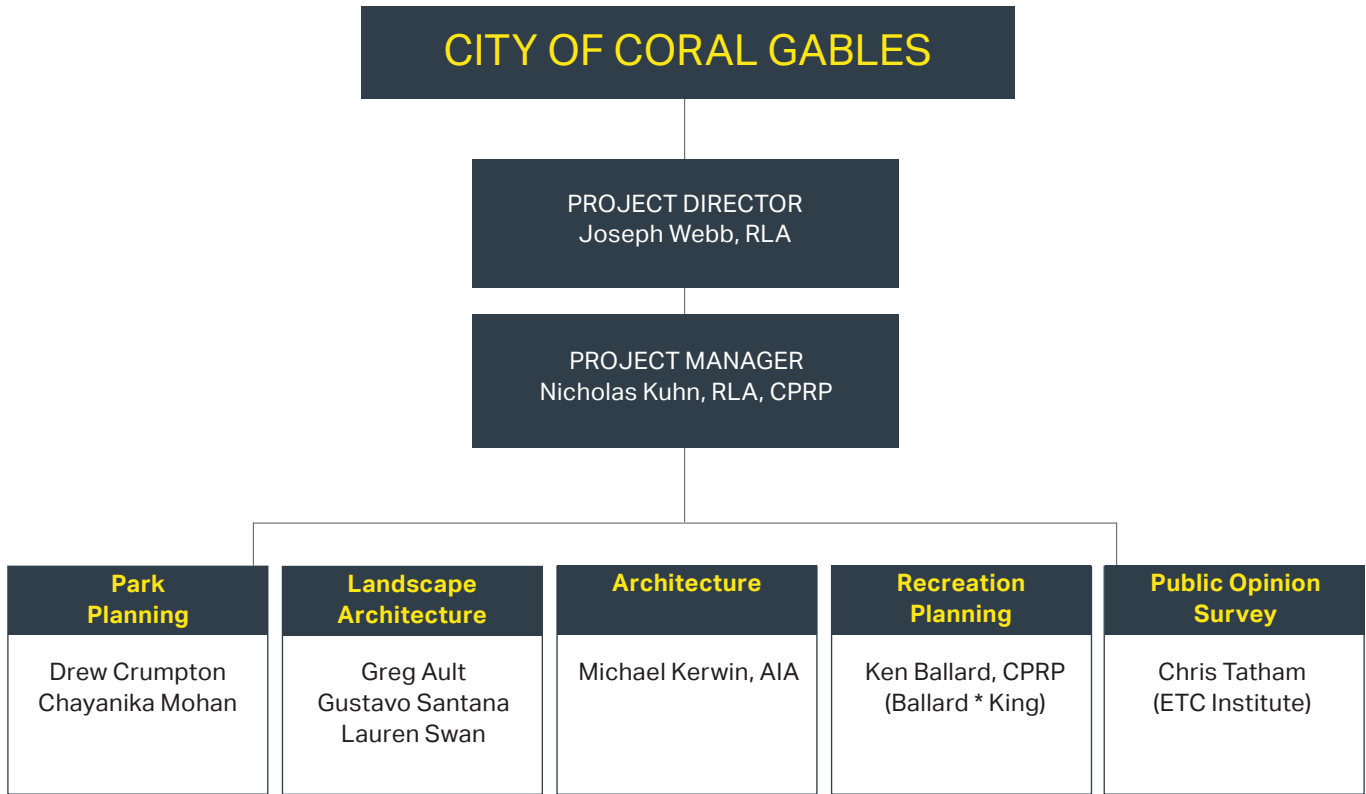 CITY OF CORAL GABLES
PROJECT DIRECTOR
Joseph Webb, RLA
PROJECT MANAGER
Nicholas Kuhn, RLA, CPRP
Park
Planning
Drew Crumpton
Chayanika Mohan
Landscape
Architecture
Greg Ault
Gustavo Santana
Lauren Swan
Architecture
Michael Kerwin, AIA
Recreation
Planning
Ken Ballard, CPRP
(Ballard * King)
Public Opinion
Survey
Chris Tatham
(ETC Institute)